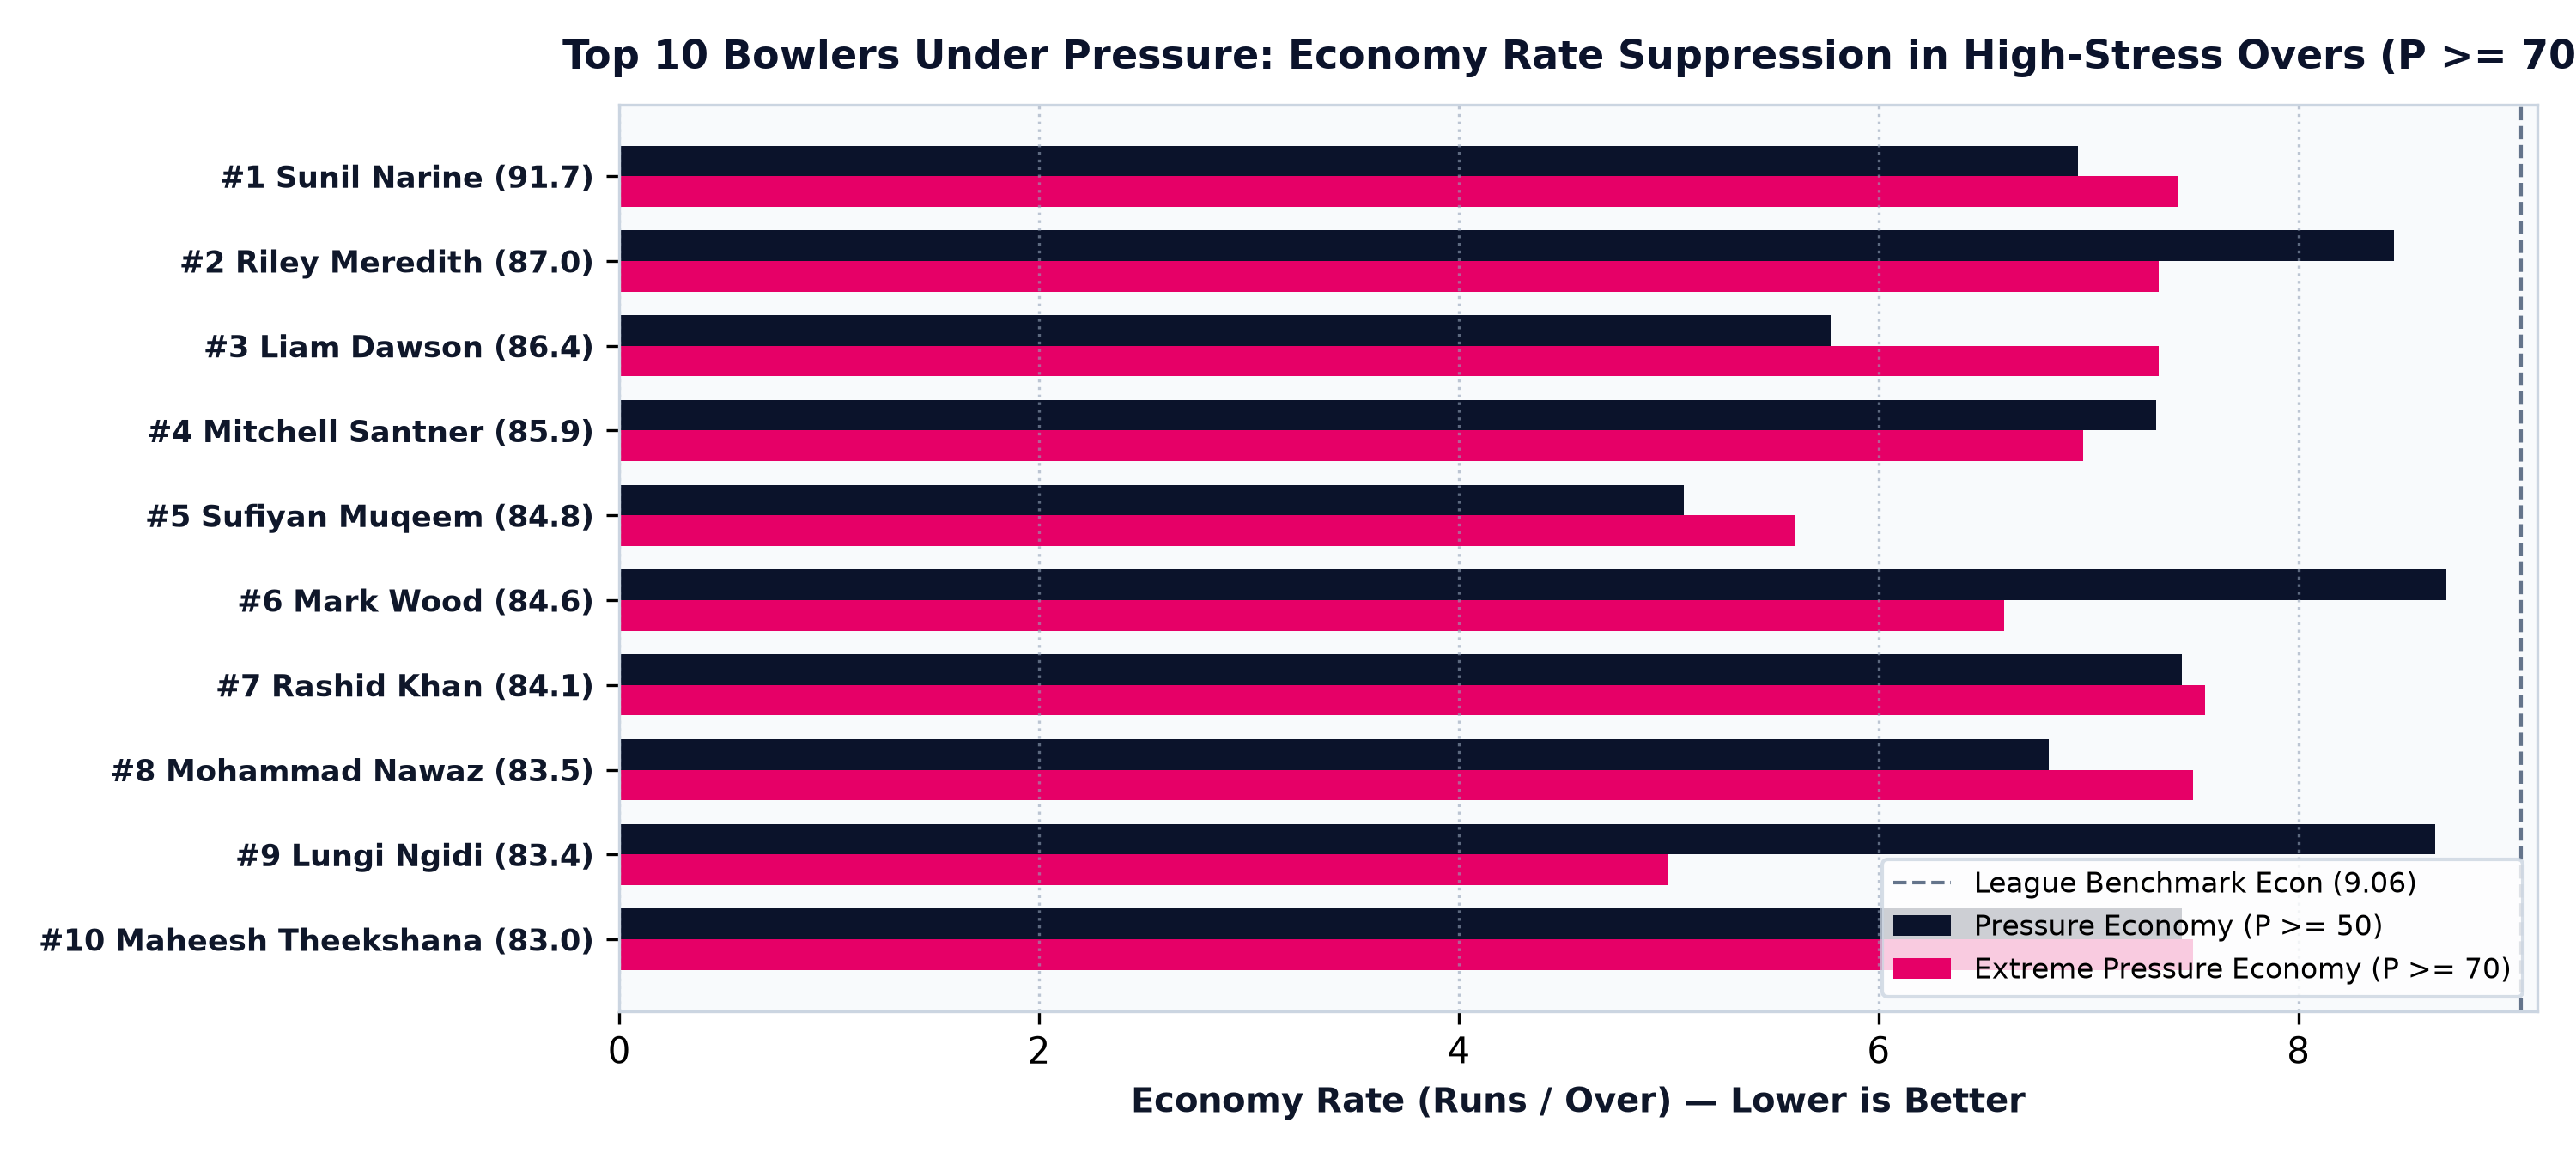 Top 10 Bowlers Under Pressure: Economy Rate Suppression in High-Stress Overs (P >= 70
#1 Sunil Narine (91.7)
#2 Riley Meredith (87.0)
#3 Liam Dawson (86.4)
#4 Mitchell Santner (85.9)
#5 Sufiyan Muqeem (84.8)
#6 Mark Wood (84.6)
#7 Rashid Khan (84.1)
#8 Mohammad Nawaz (83.5)
#9 Lungi Ngidi (83.4)
#10 Maheesh Theekshana (83.0)
League Benchmark Econ (9.06)
Pressure Economy (P >= 50)
Extreme Pressure Economy (P >= 70)
0 2 4 6 8
Economy Rate (Runs / Over) — Lower is Better